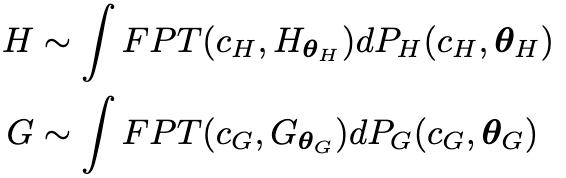 H ∼ ∫ FPT(c_H, H_{𝜽_H})dP_H(c_H, 𝜽_H)
G ∼ ∫ FPT(c_G, G_{𝜽_G})dP_G(c_G, 𝜽_G)